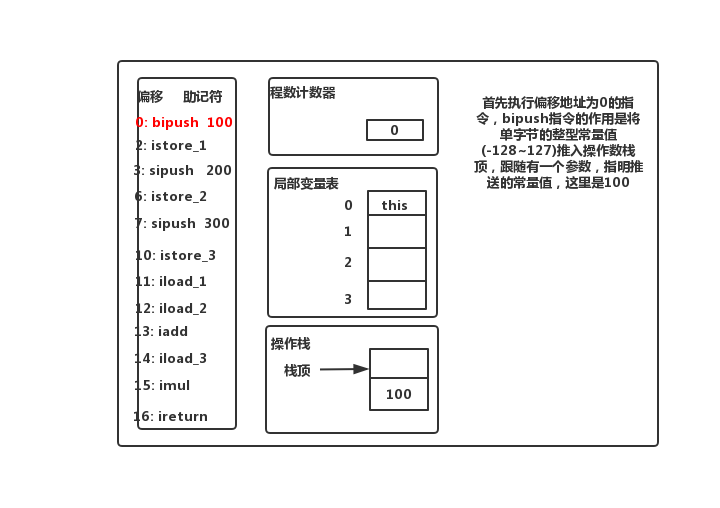 偏移 助记符
0: bipush 100
2: istore_1
3: sipush 200
6: istore_2
7: sipush 300
10: istore_3
11: iload_1
12: iload_2
13: iadd
14: iload_3
15: imul
16: ireturn
程数计数器
0
局部变量表
0 this
1
2
3
操作栈
栈顶
100
首先执行偏移地址为0的指
令，bipush指令的作用是将
单字节的整型常量值
(-128~127)推入操作数栈
顶，跟随有一个参数，指明推
送的常量值，这里是100